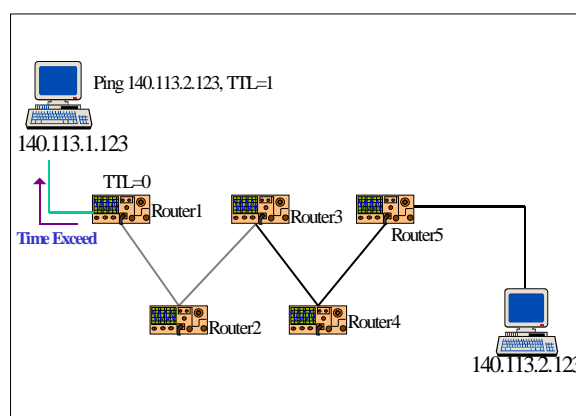 Ping 140.113.2.123, TTL=1
140.113.1.123
TTL=0
Router1
Router3
Router5
Time Exceed
Router2
Router4
140.113.2.123